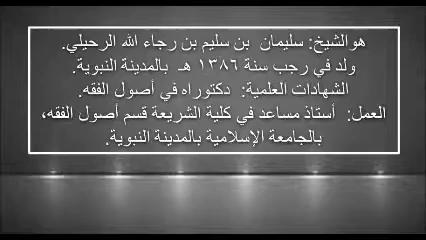 هو الشيخ: سليمان بن سليم بن رجاء الله الرحيلي.
ولد في رجب سنة ١٣٨٦ هـ بالمدينة النبوية.
الشهادات العلمية: دكتوراه في أصول الفقه.
العمل: أستاذ مساعد في كلية الشريعة قسم أصول الفقه،
بالجامعة الإسلامية بالمدينة النبوية.